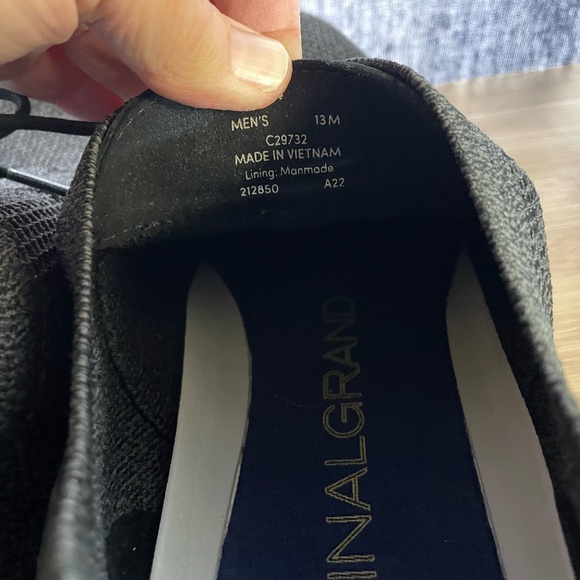 MEN'S 13 M
C29732
MADE IN VIETNAM
Lining: Manmade
212850 A22
INALGRAND